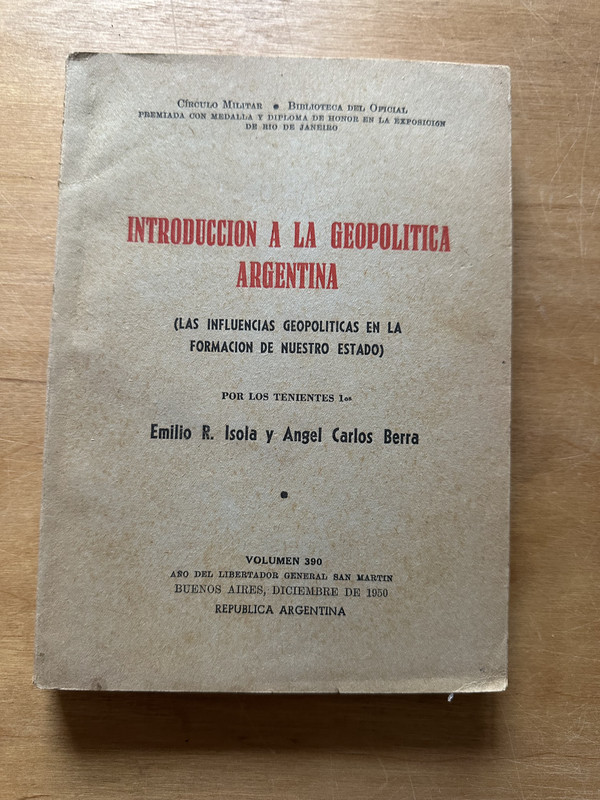 CÍRCULO MILITAR ● BIBLIOTECA DEL OFICIAL
PREMIADA CON MEDALLA Y DIPLOMA DE HONOR EN LA EXPOSICIÓN
DE RIO DE JANEIRO
INTRODUCCION A LA GEOPOLITICA
ARGENTINA
(LAS INFLUENCIAS GEOPOLITICAS EN LA
FORMACION DE NUESTRO ESTADO)
POR LOS TENIENTES 1os
Emilio R. Isola y Angel Carlos Berra
●
VOLUMEN 390
AÑO DEL LIBERTADOR GENERAL SAN MARTIN
BUENOS AIRES, DICIEMBRE DE 1950
REPUBLICA ARGENTINA